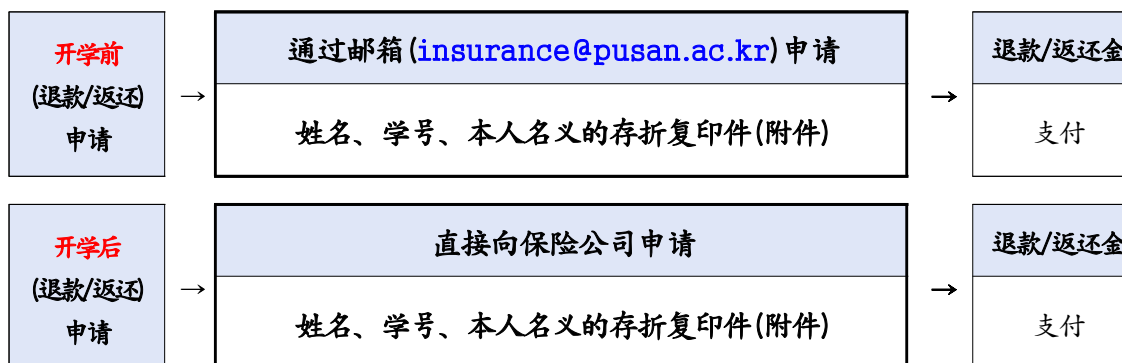 开学前
(退款/返还)
申请
→
通过邮箱(insurance@pusan.ac.kr)申请
姓名、学号、本人名义的存折复印件(附件)
→
退款/返还金
支付
开学后
(退款/返还)
申请
→
直接向保险公司申请
姓名、学号、本人名义的存折复印件(附件)
→
退款/返还金
支付